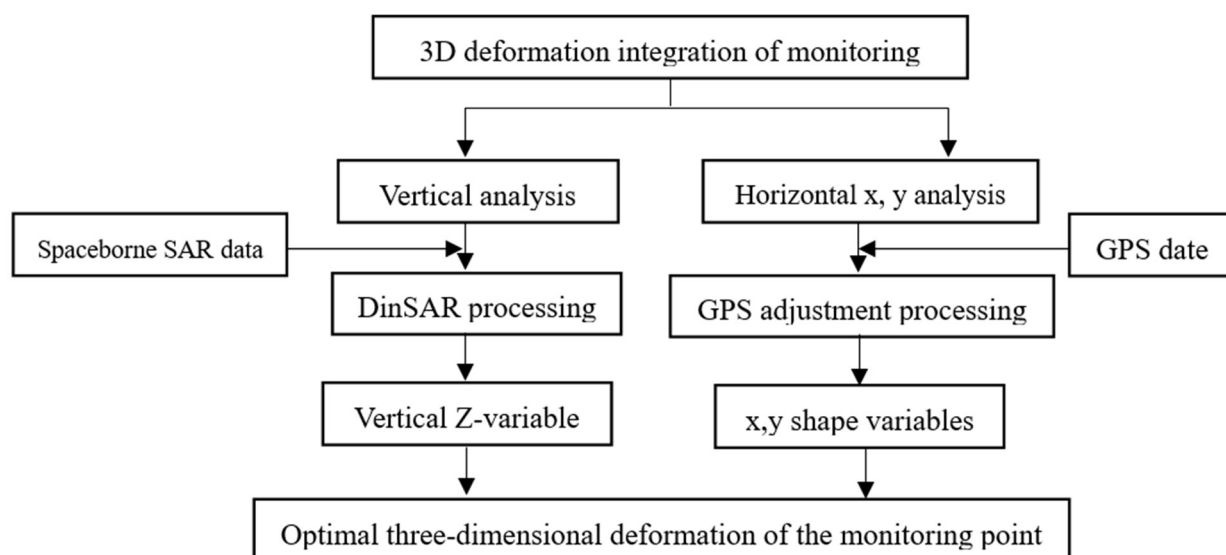 3D deformation integration of monitoring
Vertical analysis
Horizontal x, y analysis
Spaceborne SAR data
GPS date
DinSAR processing
GPS adjustment processing
Vertical Z-variable
x,y shape variables
Optimal three-dimensional deformation of the monitoring point